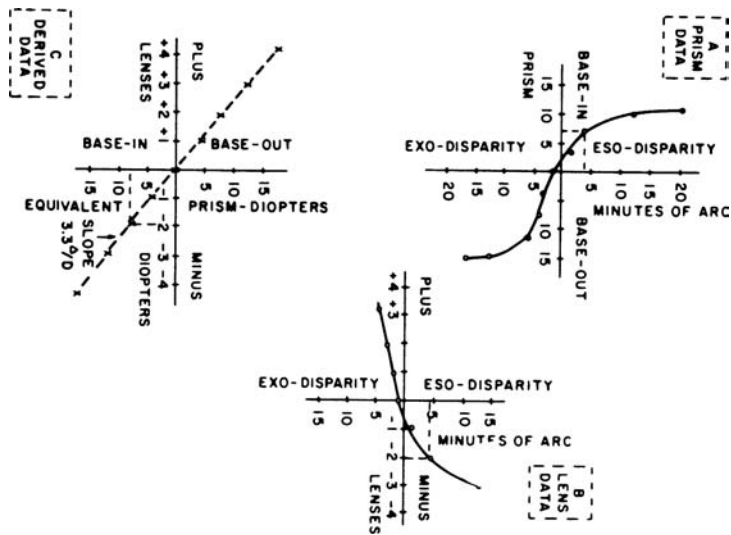 C
DERIVED
DATA
PLUS
LENSES
+4
+3
+2
+1
BASE-IN
BASE-OUT
15
10
5
5
10
15
EQUIVALENT
PRISM-DIOPTERS
SLOPE
3.3Δ/D
-1
-2
-3
-4
MINUS
DIOPTERS
A
PRISM
DATA
BASE-IN
PRISM
15
10
5
EXO-DISPARITY
ESO-DISPARITY
20
15
10
5
5
10
15
20
MINUTES OF ARC
5
10
15
BASE-OUT
B
LENS
DATA
PLUS
+4
+3
EXO-DISPARITY
ESO-DISPARITY
15
10
5
5
10
15
MINUTES OF ARC
-1
-2
-3
-4
MINUS
LENSES